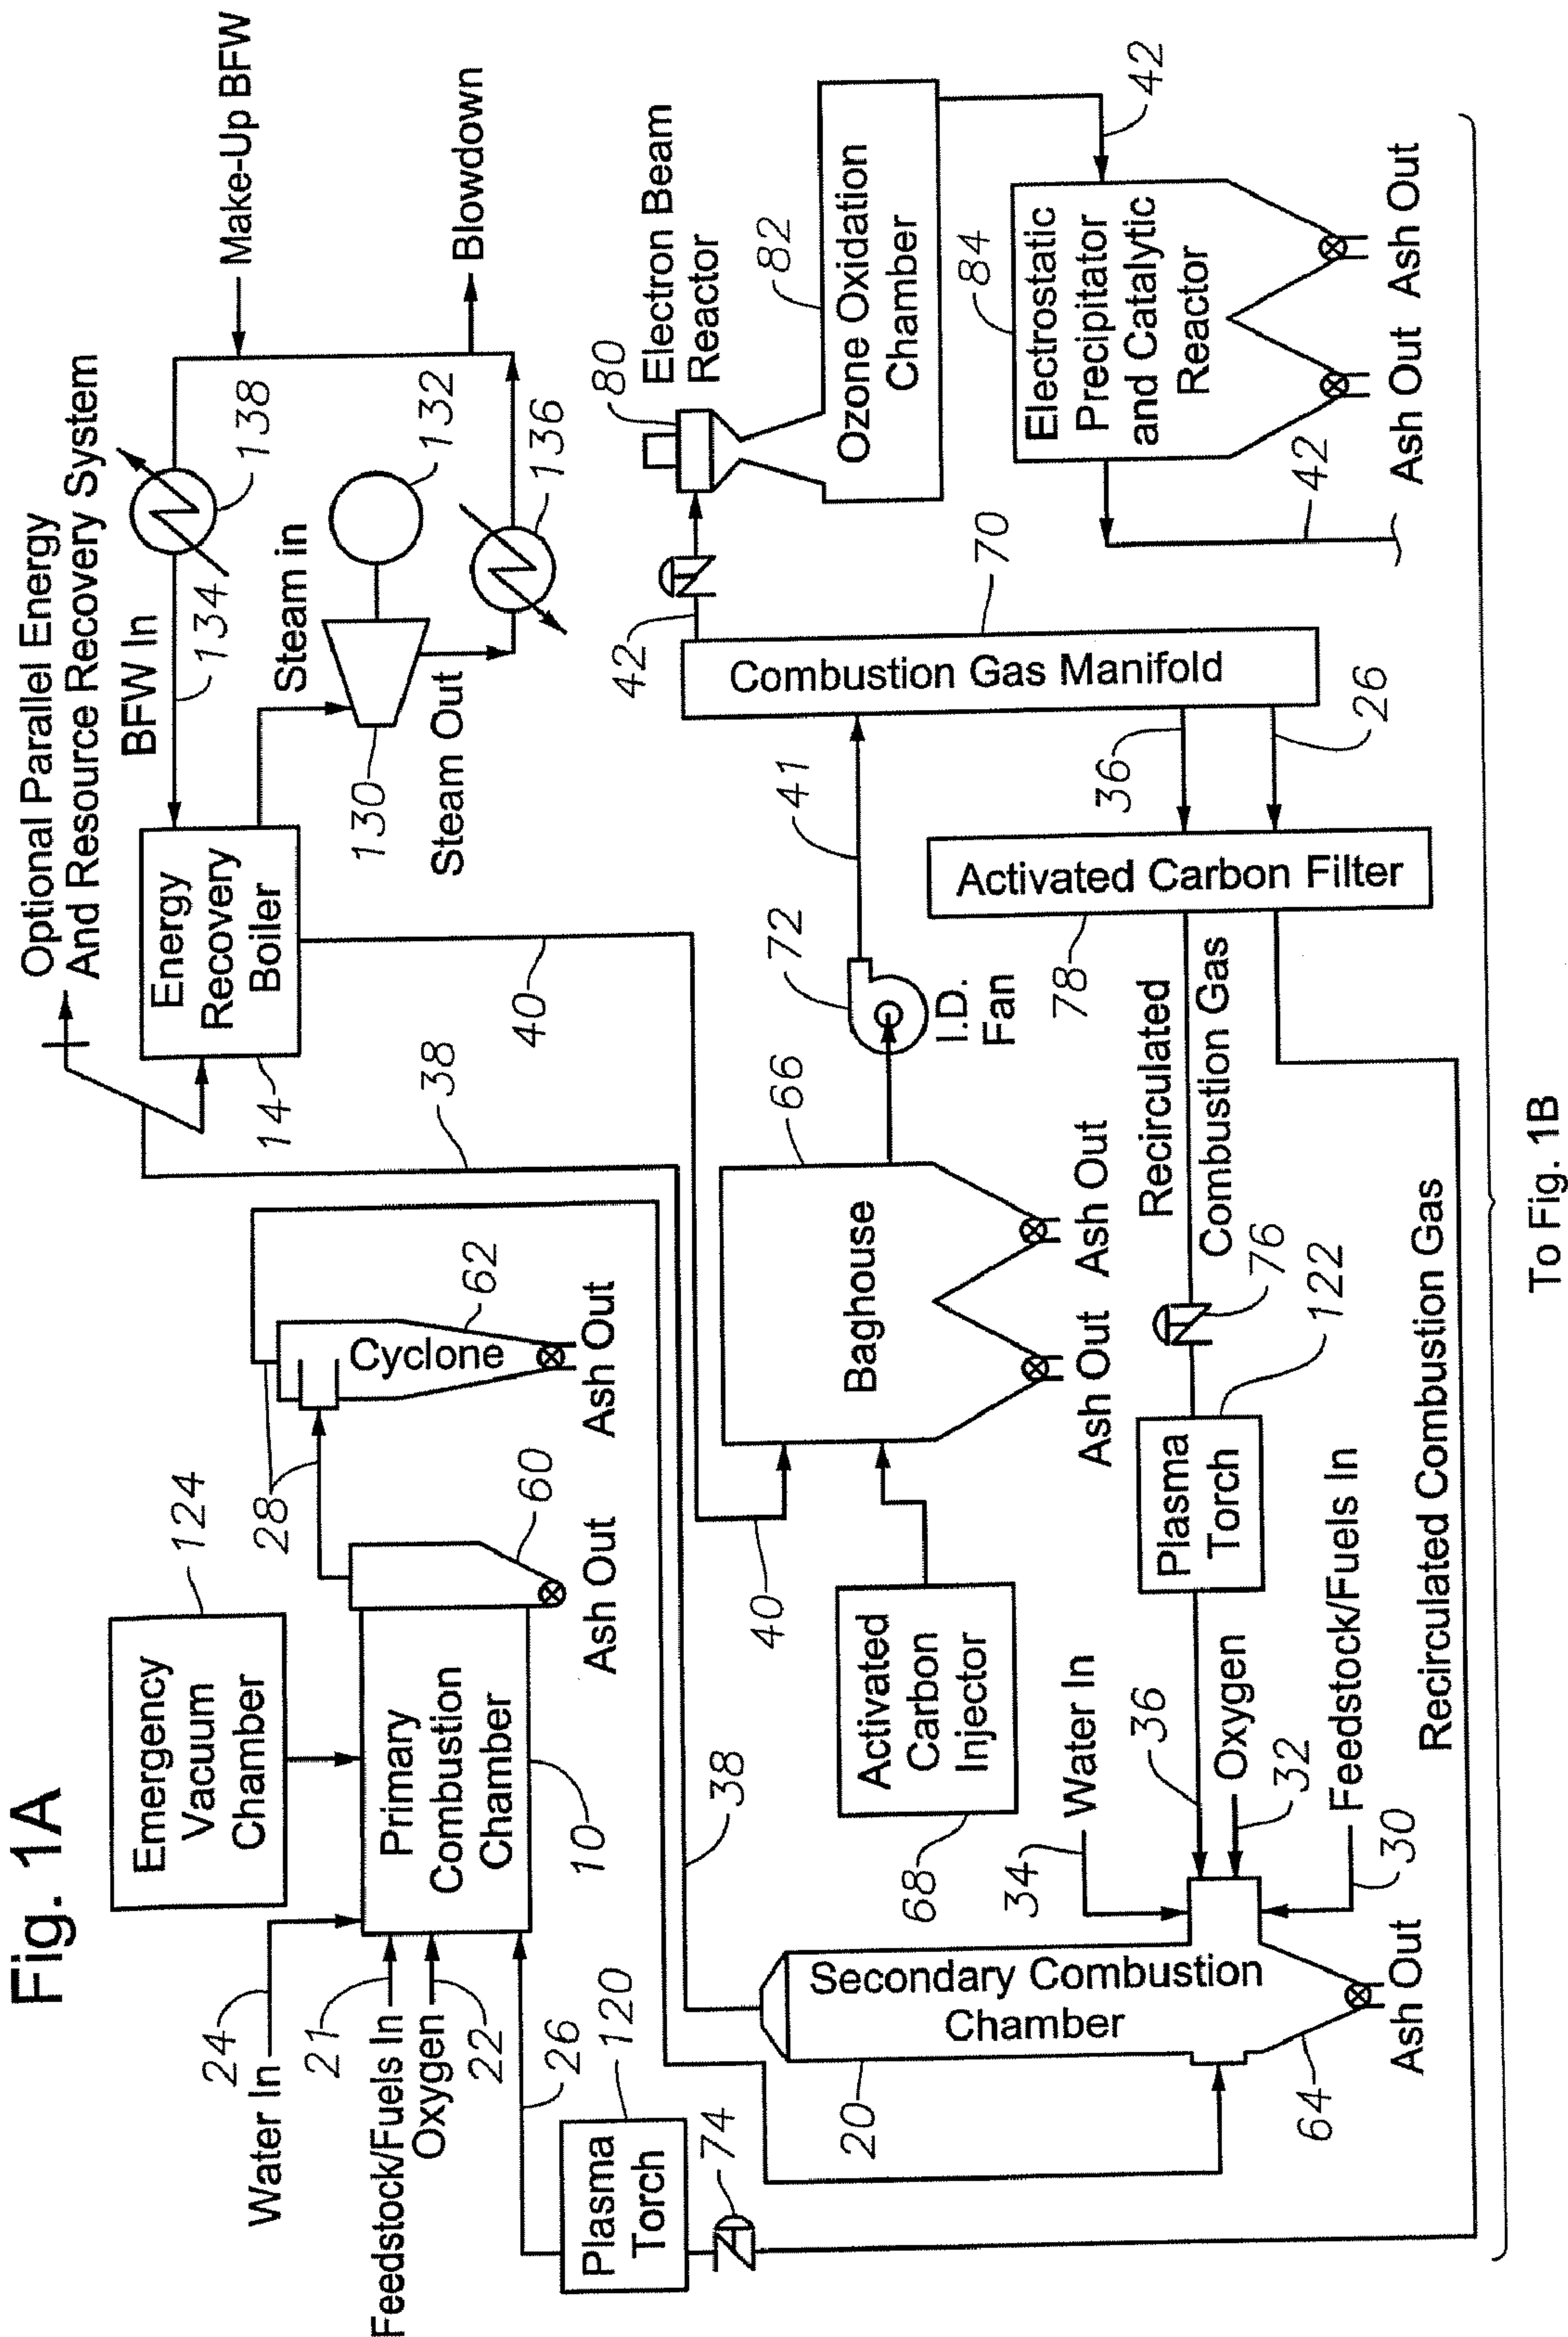 Fig. 1A
Optional Parallel Energy
And Resource Recovery System
Make-Up BFW
Blowdown
BFW In
134
138
Steam in
132
136
130
Steam Out
Energy
Recovery
Boiler
14
40
38
Emergency
Vacuum
Chamber
124
Water In
24
21
Feedstock/Fuels In
Oxygen
22
26
Primary
Combustion
Chamber
10
60
Ash Out
28
Cyclone
62
Ash Out
Plasma
Torch
120
74
38
40
Activated
Carbon
Injector
68
Baghouse
66
Ash Out
Ash Out
I.D.
Fan
72
41
Combustion Gas Manifold
70
42
80
Electron Beam
Reactor
Ozone Oxidation
Chamber
82
42
Electrostatic
Precipitator
and Catalytic
Reactor
84
Ash Out
Ash Out
42
36
26
Activated Carbon Filter
78
Recirculated
Combustion Gas
76
Plasma
Torch
122
36
Water In
34
Oxygen
32
Feedstock/Fuels In
30
Secondary Combustion
Chamber
20
64
Ash Out
Recirculated Combustion Gas
To Fig. 1B